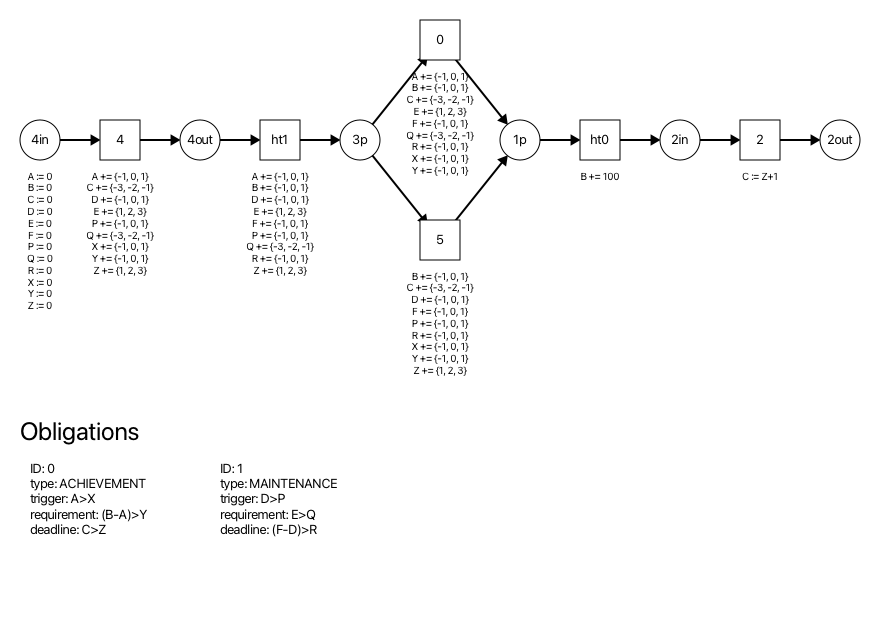 0
A += {-1, 0, 1}
B += {-1, 0, 1}
C += {-3, -2, -1}
E += {1, 2, 3}
F += {-1, 0, 1}
Q += {-3, -2, -1}
R += {-1, 0, 1}
X += {-1, 0, 1}
Y += {-1, 0, 1}
4in
4
4out
ht1
3p
1p
ht0
2in
2
2out
A := 0
B := 0
C := 0
D := 0
E := 0
F := 0
P := 0
Q := 0
R := 0
X := 0
Y := 0
Z := 0
A += {-1, 0, 1}
C += {-3, -2, -1}
D += {-1, 0, 1}
E += {1, 2, 3}
P += {-1, 0, 1}
Q += {-3, -2, -1}
X += {-1, 0, 1}
Y += {-1, 0, 1}
Z += {1, 2, 3}
A += {-1, 0, 1}
B += {-1, 0, 1}
D += {-1, 0, 1}
E += {1, 2, 3}
F += {-1, 0, 1}
P += {-1, 0, 1}
Q += {-3, -2, -1}
R += {-1, 0, 1}
Z += {1, 2, 3}
B += 100
C := Z+1
5
B += {-1, 0, 1}
C += {-3, -2, -1}
D += {-1, 0, 1}
F += {-1, 0, 1}
P += {-1, 0, 1}
R += {-1, 0, 1}
X += {-1, 0, 1}
Y += {-1, 0, 1}
Z += {1, 2, 3}
Obligations
ID: 0
type: ACHIEVEMENT
trigger: A>X
requirement: (B-A)>Y
deadline: C>Z
ID: 1
type: MAINTENANCE
trigger: D>P
requirement: E>Q
deadline: (F-D)>R